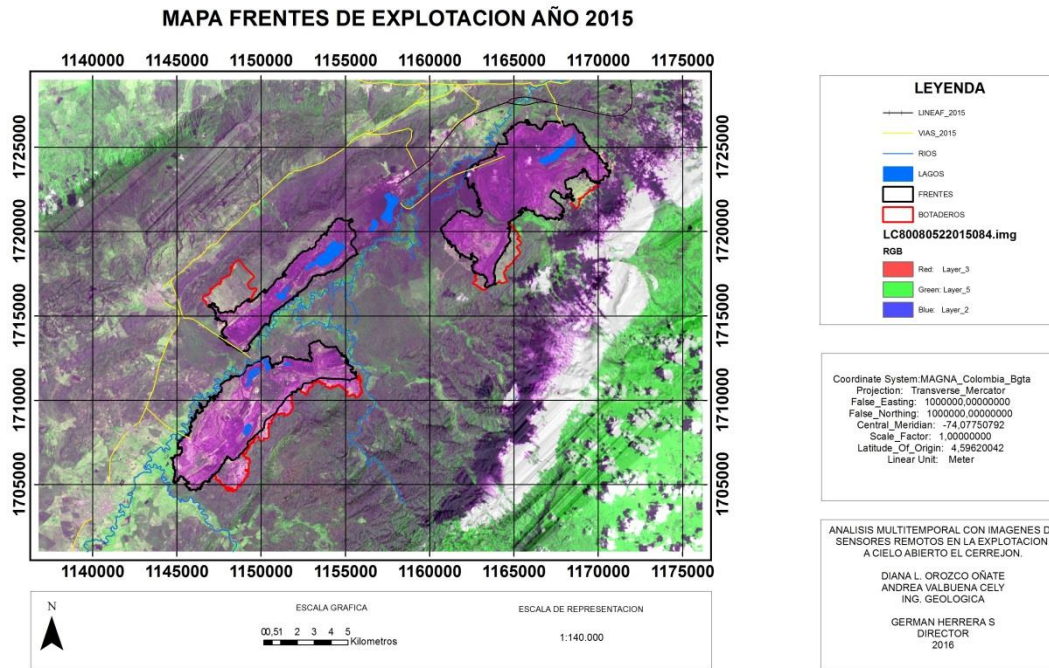 MAPA FRENTES DE EXPLOTACION AÑO 2015
1140000 1145000 1150000 1155000 1160000 1165000 1170000 1175000
1725000 1725000
1720000 1720000
1715000 1715000
1710000 1710000
1705000 1705000
1140000 1145000 1150000 1155000 1160000 1165000 1170000 1175000
LEYENDA
LINEAF_2015
VIAS_2015
RIOS
LAGOS
FRENTES
BOTADEROS
LC80080522015084.img
RGB
Red: Layer_3
Green: Layer_5
Blue: Layer_2
Coordinate System:MAGNA_Colombia_Bgta
Projection: Transverse_Mercator
False_Easting: 1000000,00000000
False_Northing: 1000000,00000000
Central_Meridian: -74,07750792
Scale_Factor: 1,00000000
Latitude_Of_Origin: 4,59620042
Linear Unit: Meter
ANALISIS MULTITEMPORAL CON IMAGENES D
SENSORES REMOTOS EN LA EXPLOTACION
A CIELO ABIERTO EL CERREJON.
DIANA L. OROZCO OÑATE
ANDREA VALBUENA CELY
ING. GEOLOGICA
GERMAN HERRERA S
DIRECTOR
2016
N
ESCALA GRAFICA
00,51 2 3 4 5
Kilometros
ESCALA DE REPRESENTACION
1:140.000